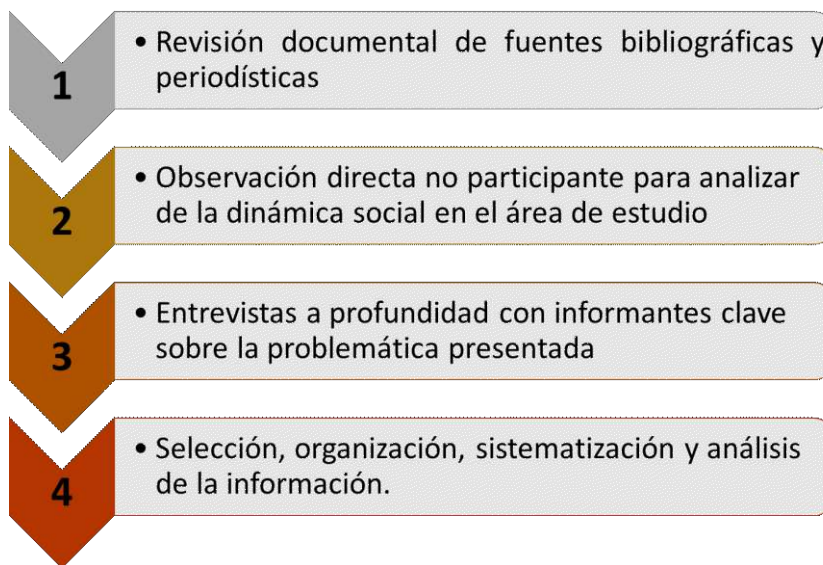 1
• Revisión documental de fuentes bibliográficas y
periodísticas
2
• Observación directa no participante para analizar
de la dinámica social en el área de estudio
3
• Entrevistas a profundidad con informantes clave
sobre la problemática presentada
4
• Selección, organización, sistematización y análisis
de la información.